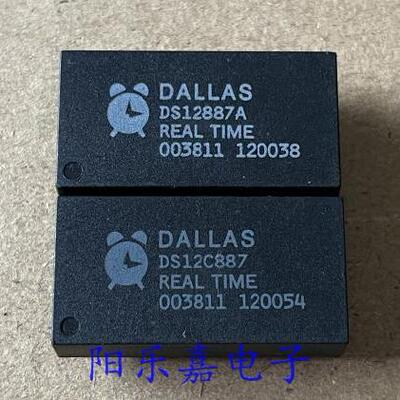 DALLAS
DS12887A
REAL TIME
003811 120038
DALLAS
DS12C887
REAL TIME
003811 120054
阳乐嘉电子